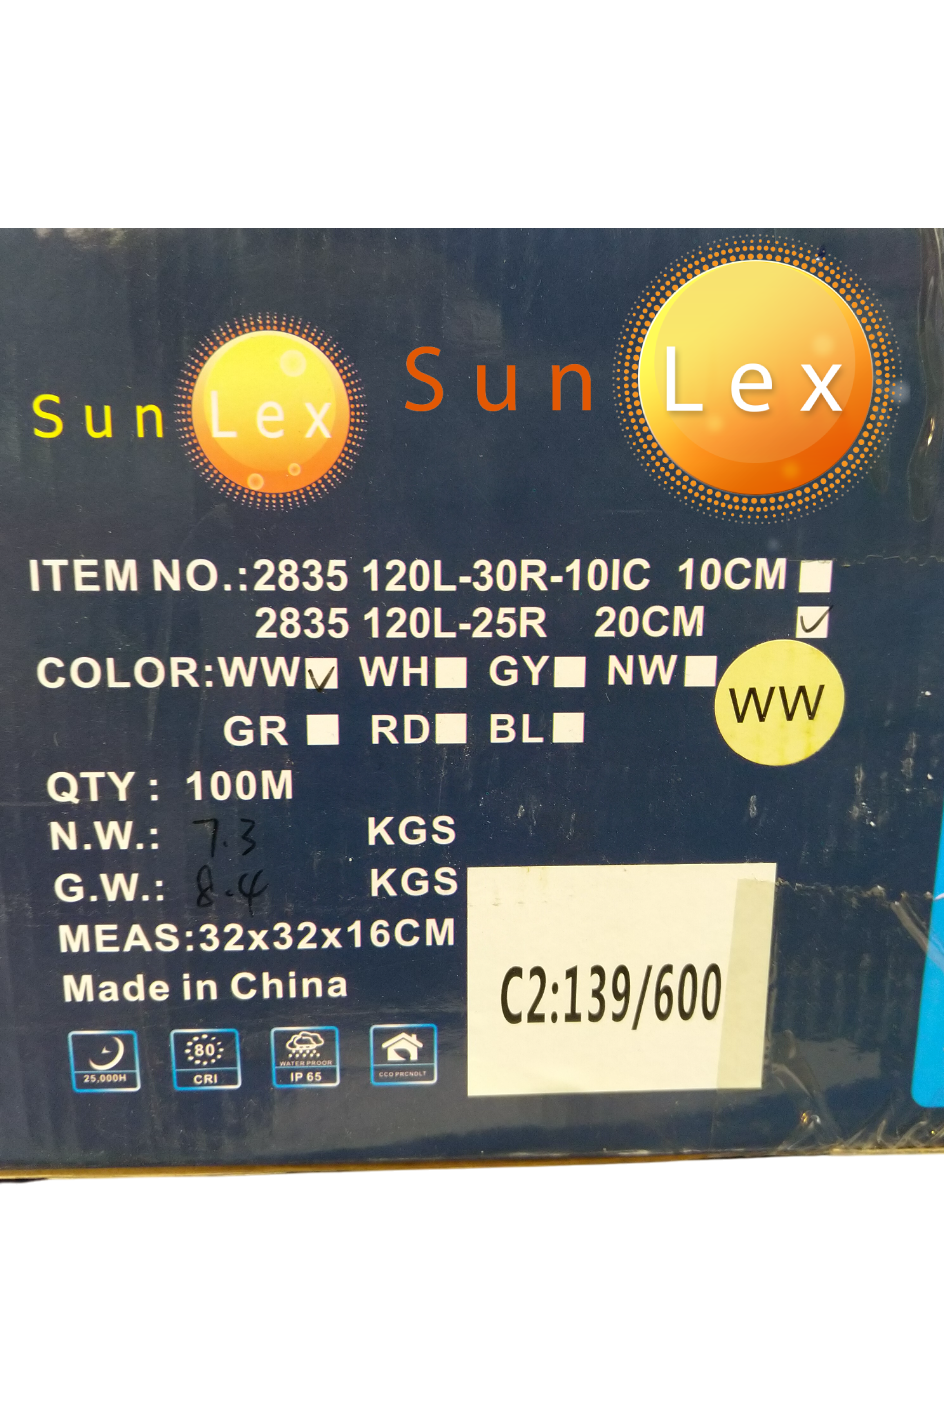 Sun Lex
Sun Lex
ITEM NO.:2835 120L-30R-10IC 10CM
2835 120L-25R 20CM
COLOR:WW WH GY NW
WW
GR RD BL
QTY : 100M
N.W.: 7.3 KGS
G.W.: 8.4 KGS
MEAS:32x32x16CM
Made in China
C2:139/600
25,000H
80
CRI
WATER PROOF
IP 65